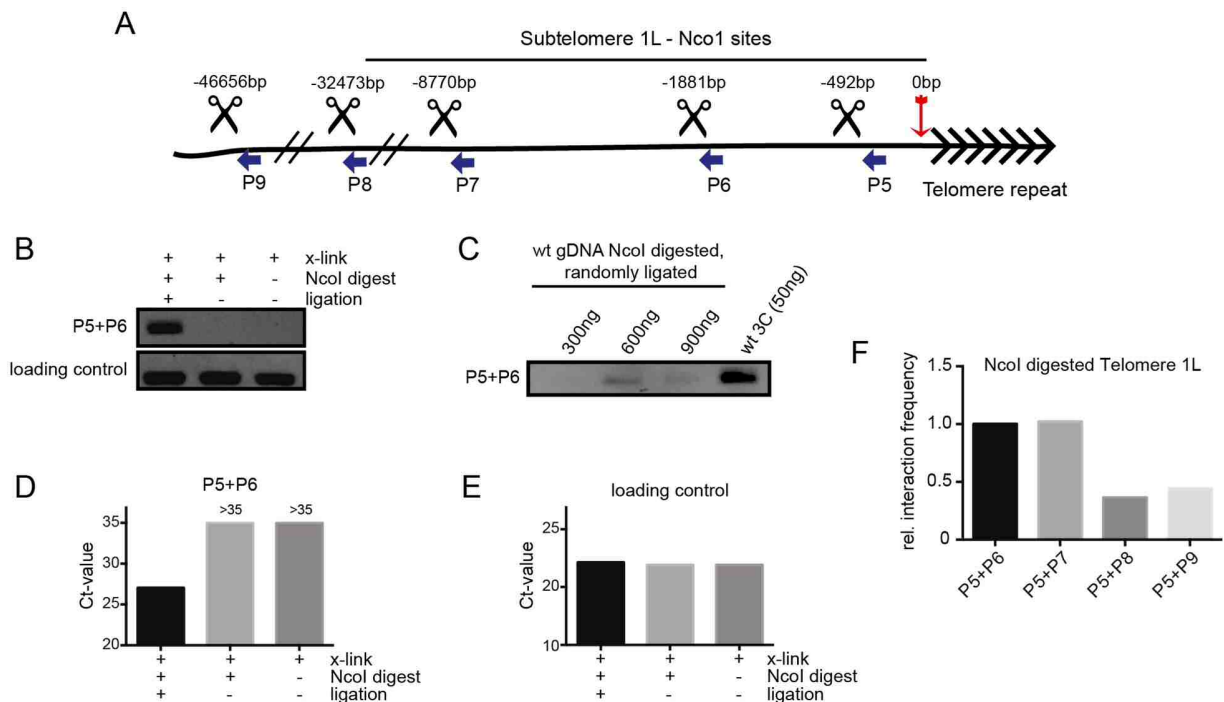 A
Subtelomere 1L - Nco1 sites
-46656bp
-32473bp
-8770bp
-1881bp
-492bp
0bp
P9
P8
P7
P6
P5
Telomere repeat
B
+ + + x-link
+ + - NcoI digest
+ - - ligation
P5+P6
loading control
C
wt gDNA NcoI digested,
randomly ligated
300ng
600ng
900ng
wt 3C (50ng)
P5+P6
D
P5+P6
Ct-value
35
30
25
20
>35
>35
+ + + x-link
+ + - NcoI digest
+ - - ligation
E
loading control
Ct-value
25
20
10
+ + + x-link
+ + - NcoI digest
+ - - ligation
F
NcoI digested Telomere 1L
rel. interaction frequency
1.5
1.0
0.5
0
P5+P6
P5+P7
P5+P8
P5+P9